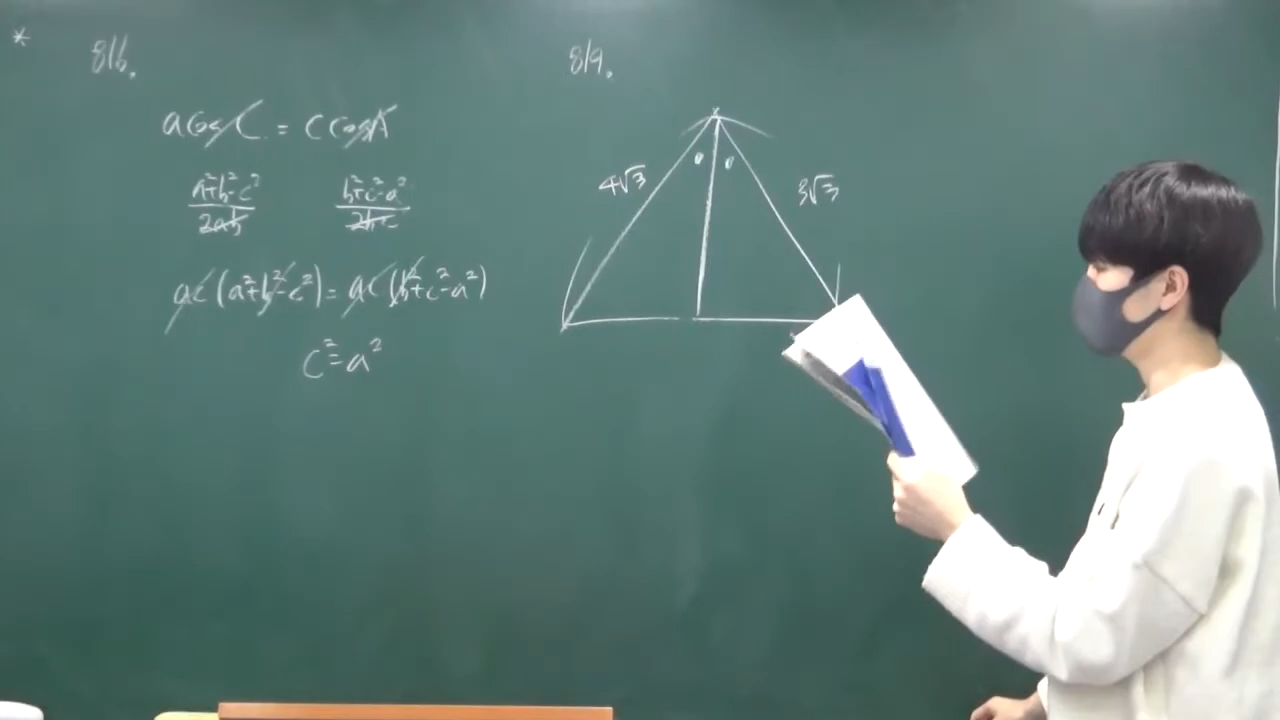 * 816.
a cos C = c cos A
a²+b²-c² / 2ab   b²+c²-a² / 2bc
ac(a²+b²-c²) = ac(b²+c²-a²)
c² = a²
819.
4√3   3√3